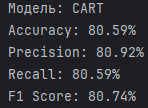 Модель: CART
Accuracy: 80.59%
Precision: 80.92%
Recall: 80.59%
F1 Score: 80.74%